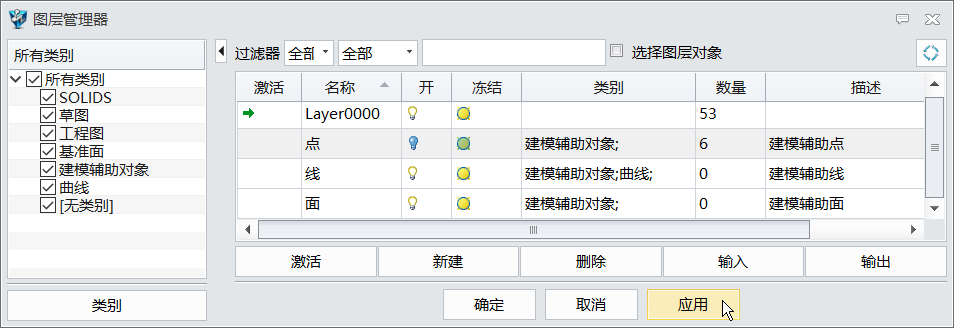 图层管理器
所有类别
所有类别
SOLIDS
草图
工程图
基准面
建模辅助对象
曲线
[无类别]
类别
过滤器 全部 全部 选择图层对象
激活 名称 开 冻结 类别 数量 描述
Layer0000 53
点 建模辅助对象; 6 建模辅助点
线 建模辅助对象;曲线; 0 建模辅助线
面 建模辅助对象; 0 建模辅助面
激活 新建 删除 输入 输出
确定 取消 应用